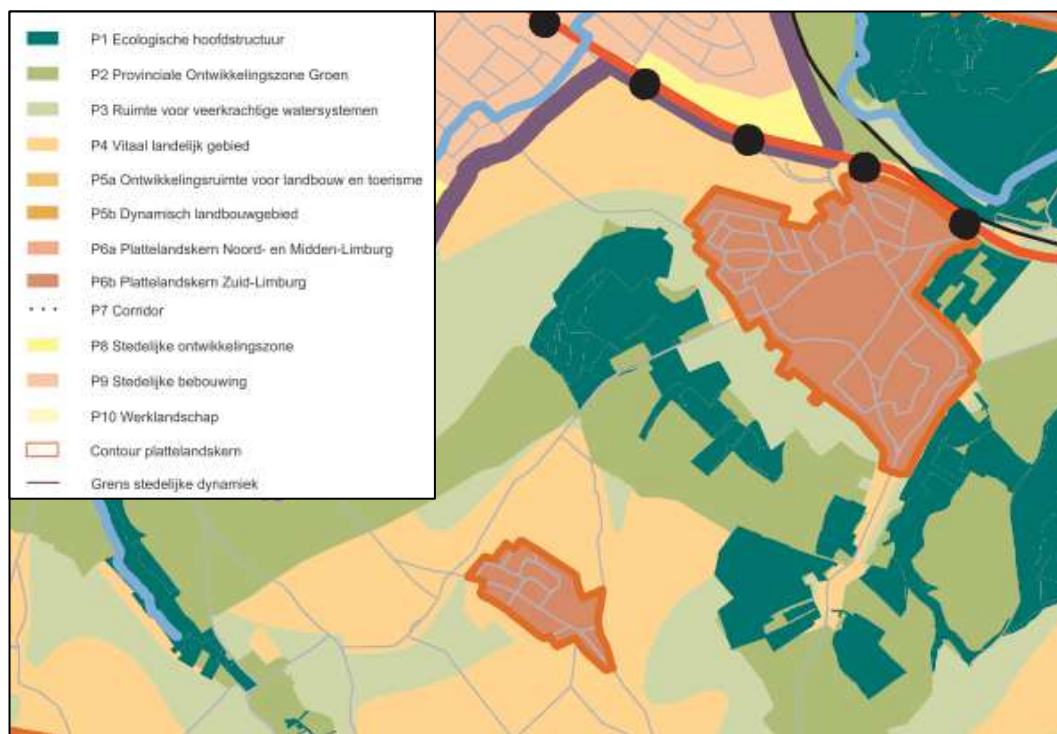 P1 Ecologische hoofdstructuur
P2 Provinciale Ontwikkelingszone Groen
P3 Ruimte voor veerkrachtige watersystemen
P4 Vitaal landelijk gebied
P5a Ontwikkelingsruimte voor landbouw en toerisme
P5b Dynamisch landbouwgebied
P6a Plattelandskern Noord- en Midden-Limburg
P6b Plattelandskern Zuid-Limburg
P7 Corridor
P8 Stedelijke ontwikkelingszone
P9 Stedelijke bebouwing
P10 Werklandschap
Contour plattelandskern
Grens stedelijke dynamiek